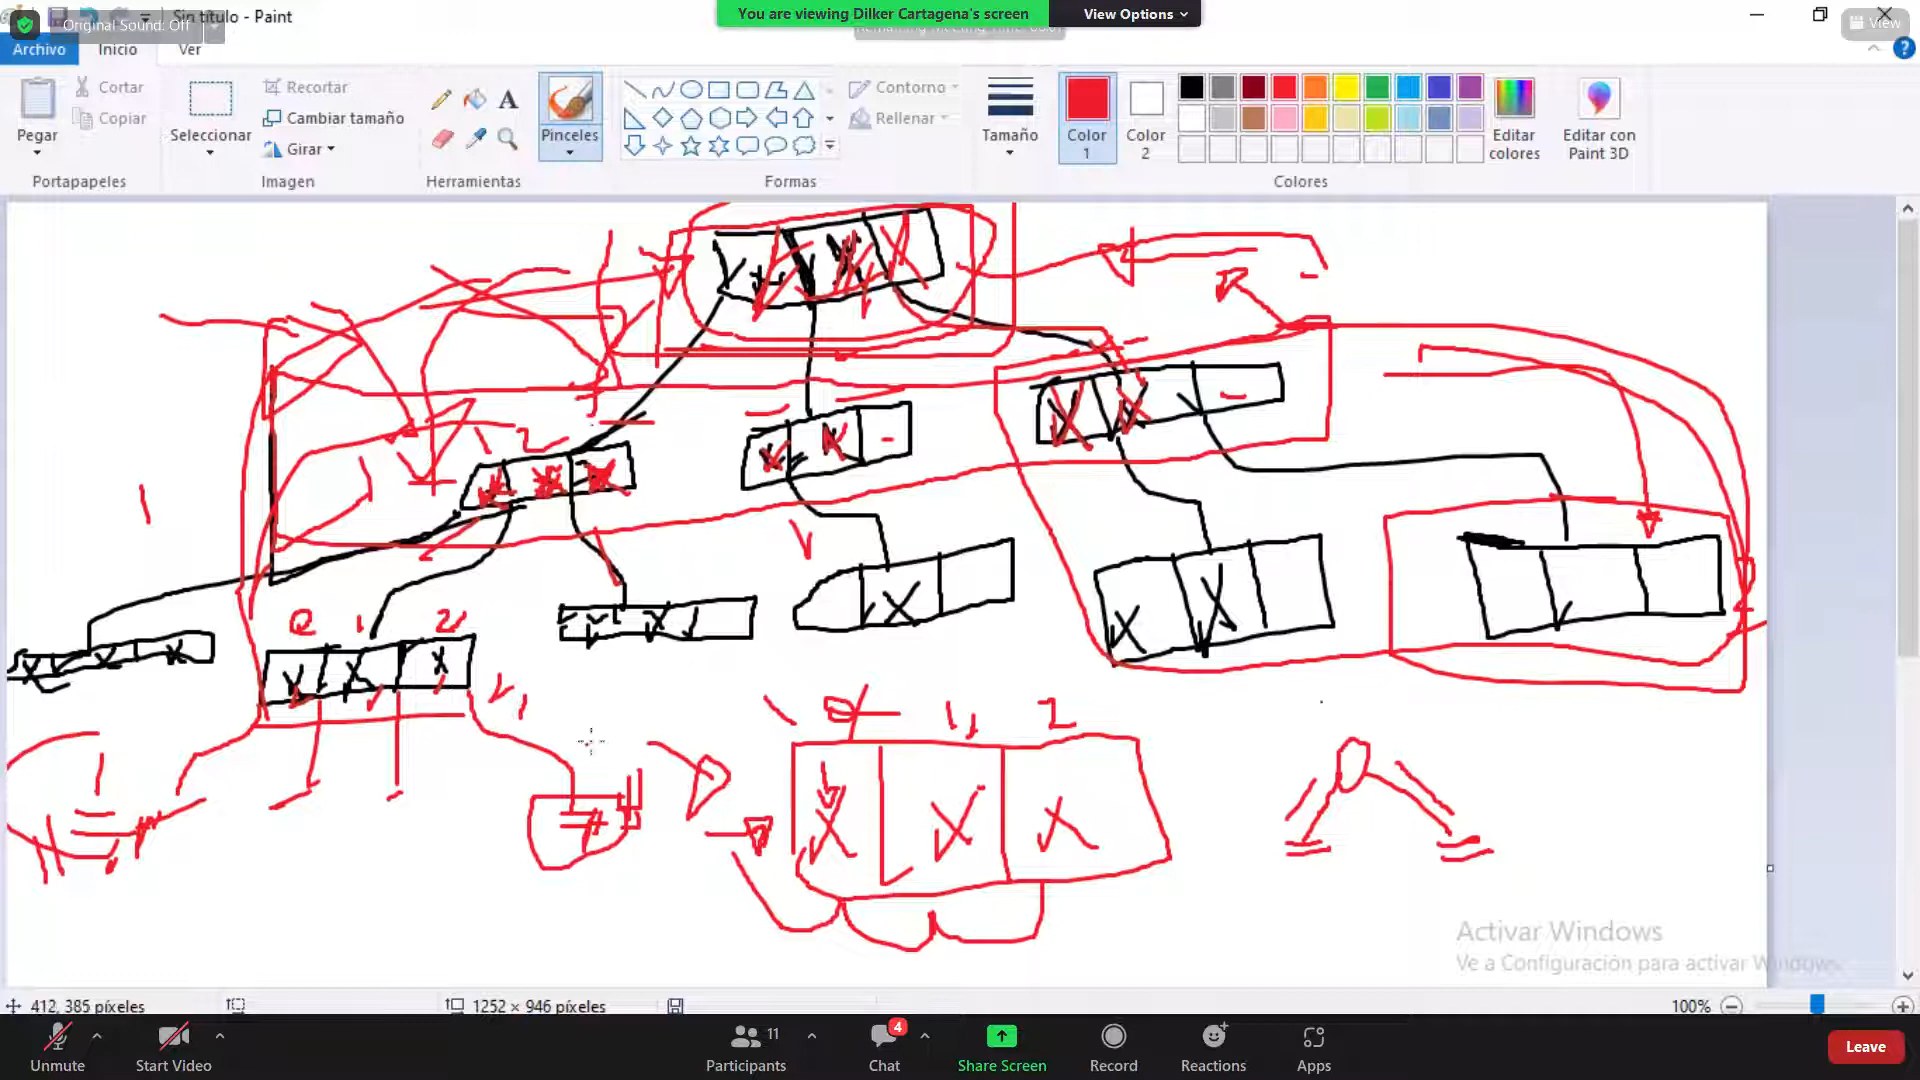 Sin título - Paint
Original Sound: Off
You are viewing Dilker Cartagena's screen
View Options
View
Archivo
Inicio
Ver
Pegar
Cortar
Copiar
Portapapeles
Seleccionar
Recortar
Cambiar tamaño
Girar
Imagen
Herramientas
Pinceles
Formas
Contorno
Rellenar
Tamaño
Color
1
Color
2
Editar
colores
Editar con
Paint 3D
Colores
1 2
Activar Windows
Ve a Configuración para activar Windows.
412, 385 píxeles
1252 × 946 píxeles
100%
Unmute
Start Video
Participants
11
Chat
4
Share Screen
Record
Reactions
Apps
Leave